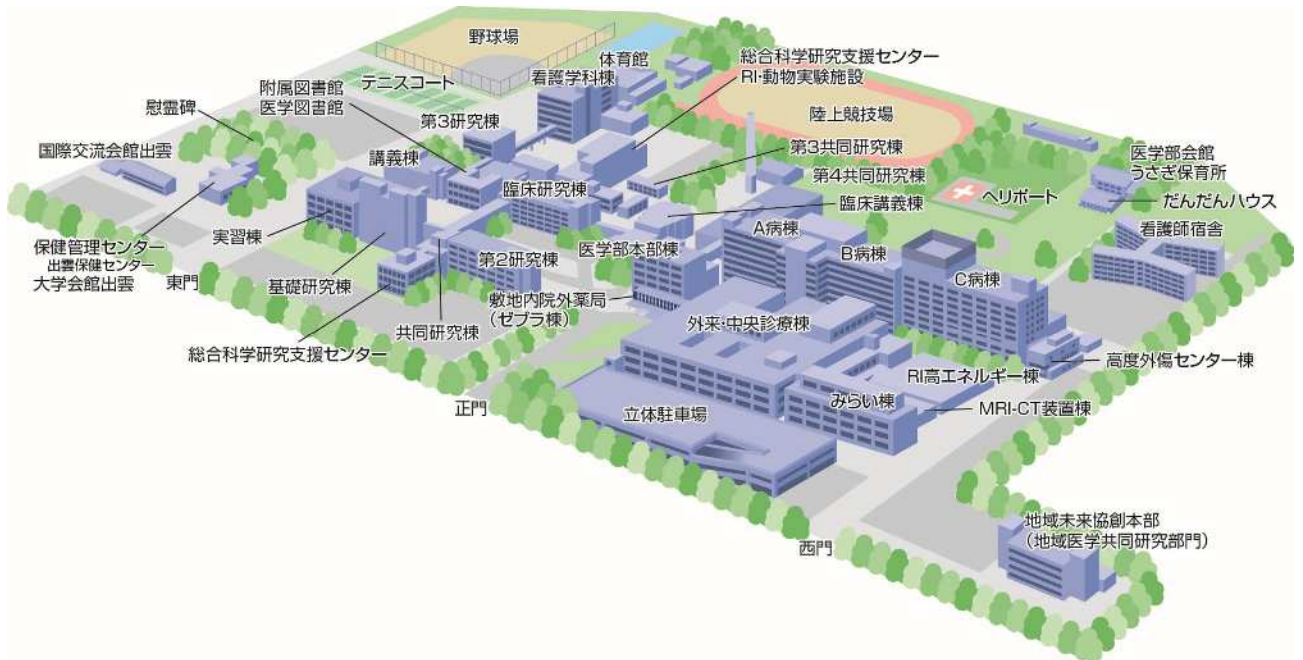 野球場
体育館
総合科学研究支援センター
RI・動物実験施設
看護学科棟
テニスコート
附属図書館
医学図書館
陸上競技場
慰霊碑
第3研究棟
国際交流会館出雲
講義棟
第3共同研究棟
医学部会館
うさぎ保育所
臨床研究棟
第4共同研究棟
ヘリポート
だんだんハウス
臨床講義棟
A病棟
看護師宿舎
実習棟
医学部本部棟
B病棟
保健管理センター
出雲保健センター
大学会館出雲
第2研究棟
C病棟
東門
基礎研究棟
敷地内院外薬局
（ゼブラ棟）
外来・中央診療棟
共同研究棟
総合科学研究支援センター
高度外傷センター棟
RI高エネルギー棟
みらい棟
正門
立体駐車場
MRI-CT装置棟
地域未来協創本部
（地域医学共同研究部門）
西門